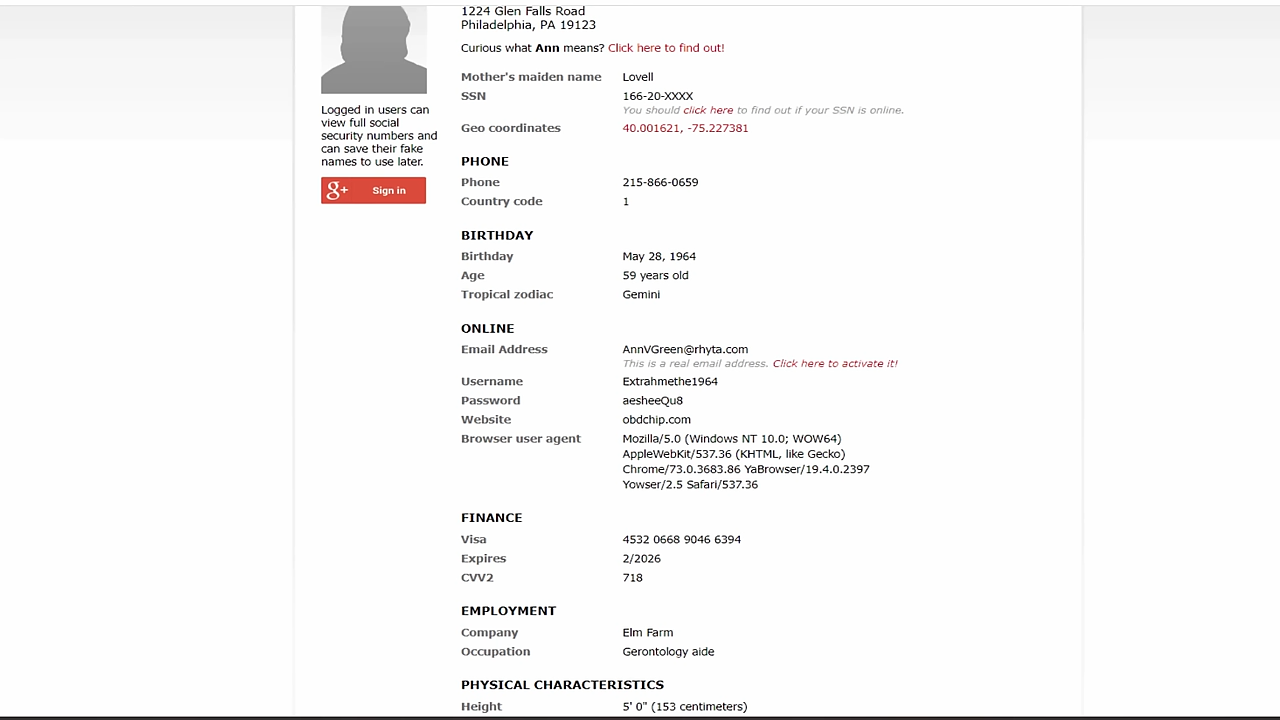 1224 Glen Falls Road
Philadelphia, PA 19123
Curious what Ann means? Click here to find out!
Mother's maiden name Lovell
SSN 166-20-XXXX
You should click here to find out if your SSN is online.
Geo coordinates 40.001621, -75.227381
Logged in users can
view full social
security numbers and
can save their fake
names to use later.
g+ Sign in
PHONE
Phone 215-866-0659
Country code 1
BIRTHDAY
Birthday May 28, 1964
Age 59 years old
Tropical zodiac Gemini
ONLINE
Email Address AnnVGreen@rhyta.com
This is a real email address. Click here to activate it!
Username Extrahmethe1964
Password aesheeQu8
Website obdchip.com
Browser user agent Mozilla/5.0 (Windows NT 10.0; WOW64)
AppleWebKit/537.36 (KHTML, like Gecko)
Chrome/73.0.3683.86 YaBrowser/19.4.0.2397
Yowser/2.5 Safari/537.36
FINANCE
Visa 4532 0668 9046 6394
Expires 2/2026
CVV2 718
EMPLOYMENT
Company Elm Farm
Occupation Gerontology aide
PHYSICAL CHARACTERISTICS
Height 5' 0" (153 centimeters)